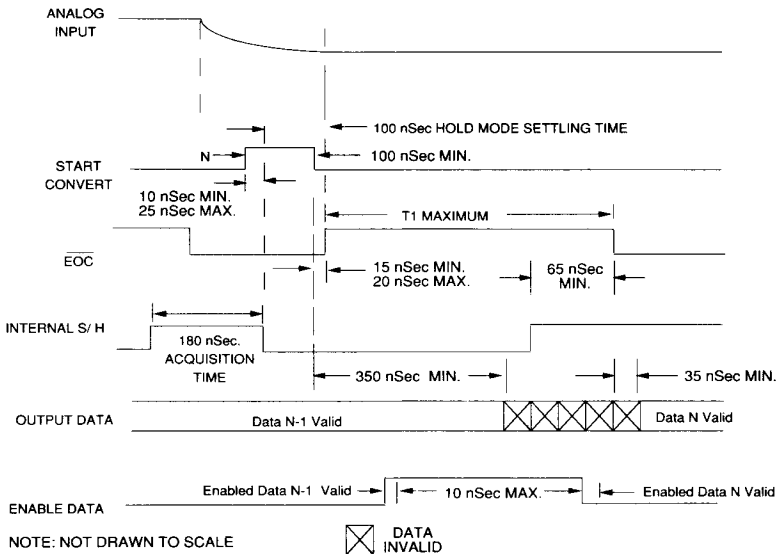 ANALOG
INPUT
100 nSec HOLD MODE SETTLING TIME
N
100 nSec MIN.
START
CONVERT
10 nSec MIN.
25 nSec MAX.
T1 MAXIMUM
EOC
15 nSec MIN.
20 nSec MAX.
65 nSec
MIN.
INTERNAL S/ H
180 nSec.
ACQUISITION
TIME
350 nSec MIN.
35 nSec MIN.
OUTPUT DATA
Data N-1 Valid
Data N Valid
Enabled Data N-1 Valid
10 nSec MAX.
Enabled Data N Valid
ENABLE DATA
NOTE: NOT DRAWN TO SCALE
DATA
INVALID